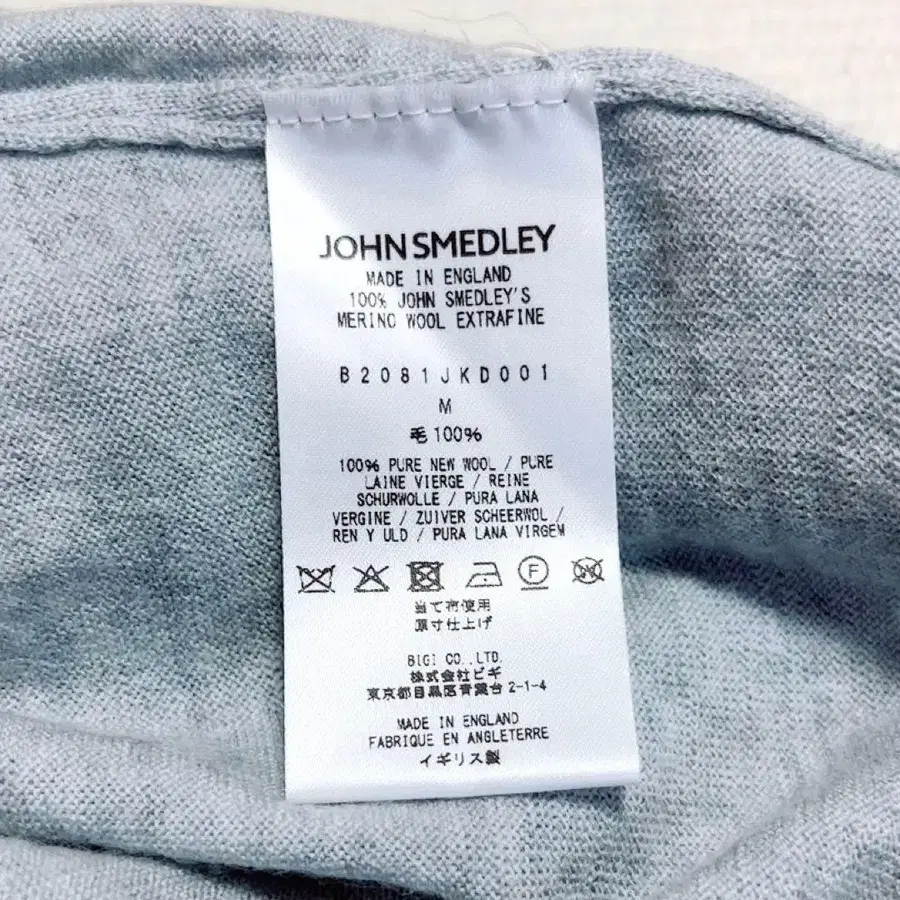 JOHN SMEDLEY
MADE IN ENGLAND
100% JOHN SMEDLEY'S
MERINO WOOL EXTRAFINE
B2081JKD001
M
毛100%
100% PURE NEW WOOL / PURE
LAINE VIERGE / REINE
SCHURWOLLE / PURA LANA
VERGINE / ZUIVER SCHEERWOL /
REN Y ULD / PURA LANA VIRGEN
F
W
当て布使用
原寸仕上げ
BIGI CO.,LTD.
株式会社ビギ
東京都目黒区青葉台2-1-4
MADE IN ENGLAND
FABRIQUE EN ANGLETERRE
イギリス製